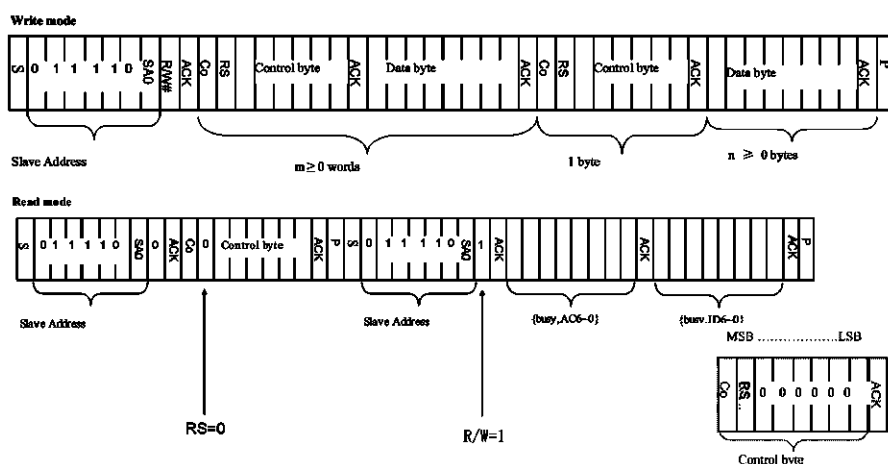 Write mode
S 0 1 1 1 1 0 SA0 R/W# ACK Co RS Control byte ACK Data byte ACK Co RS Control byte ACK Data byte ACK P
Slave Address
m ≥ 0 words
1 byte
n ≥ 0 bytes
Read mode
S 0 1 1 1 1 0 SA0 0 ACK Co 0 Control byte ACK P S 0 1 1 1 1 0 SA0 1 ACK ACK ACK P
Slave Address
Slave Address
{busy,AC6~0}
{busy,ID6~0}
MSB ..................LSB
Co RS 0 0 0 0 0 0 ACK
Control byte
RS=0
R/W=1